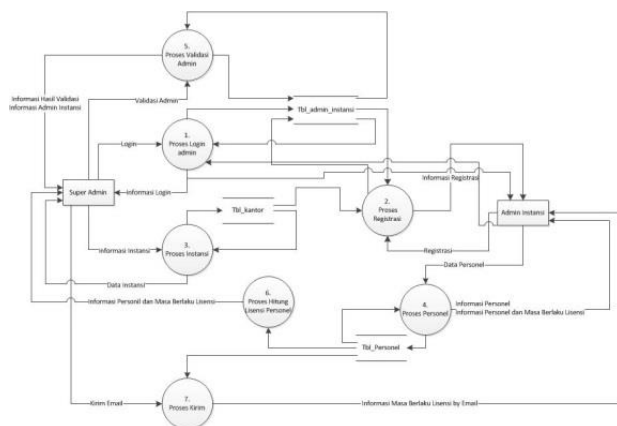 5.
Proses Validasi
Admin
Informasi Hasil Validasi
Informasi Admin Instansi
Validasi Admin
Tbl_admin_instansi
1.
Proses Login
admin
Login
Informasi Registrasi
Super Admin
Informasi Login
2.
Proses
Registrasi
Admin Instansi
Tbl_kantor
3.
Proses Instansi
Informasi Instansi
Registrasi
Data Instansi
Data Personel
6.
Proses Hitung
Lisensi Personel
Informasi Personil dan Masa Berlaku Lisensi
4.
Proses Personel
Informasi Personel
Informasi Personel dan Masa Berlaku Lisensi
Tbl_Personel
7.
Proses Kirim
Kirim Email
Informasi Masa Berlaku Lisensi by Email